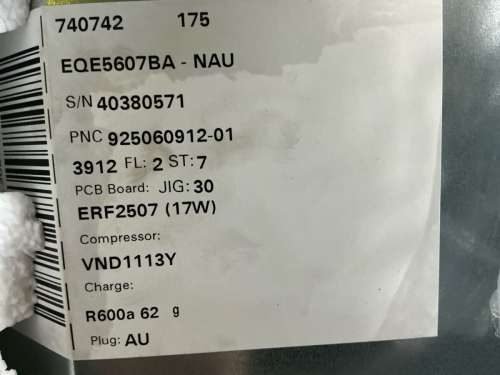 740742 175
EQE5607BA - NAU
S/N 40380571
PNC 925060912-01
3912 FL: 2 ST: 7
PCB Board: JIG: 30
ERF2507 (17W)
Compressor:
VND1113Y
Charge:
R600a 62 g
Plug: AU